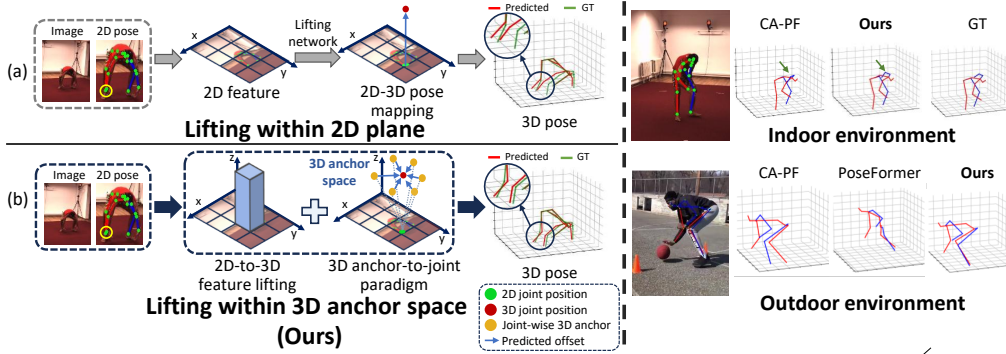 (a)
Image
2D pose
x
y
2D feature
Lifting
network
z
x
y
2D-3D pose
mapping
Predicted GT
3D pose
Lifting within 2D plane
(b)
Image
2D pose
z
x
y
2D-to-3D
feature lifting
3D anchor
space
z
x
y
3D anchor-to-joint
paradigm
Predicted GT
3D pose
Lifting within 3D anchor space
(Ours)
2D joint position
3D joint position
Joint-wise 3D anchor
Predicted offset
CA-PF Ours GT
Indoor environment
CA-PF PoseFormer Ours
Outdoor environment